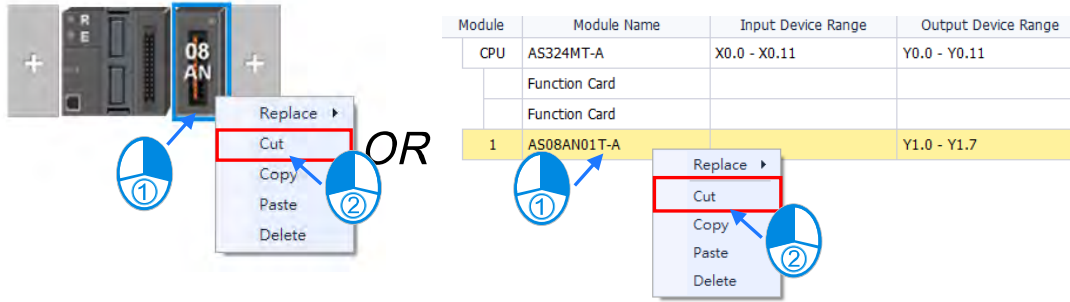 R
E
08
AN
+
+
Replace
Cut
Copy
Paste
Delete
①
②
OR
Module Module Name Input Device Range Output Device Range
CPU AS324MT-A X0.0 - X0.11 Y0.0 - Y0.11
Function Card
Function Card
1 AS08AN01T-A Y1.0 - Y1.7
Replace
Cut
Copy
Paste
Delete
①
②